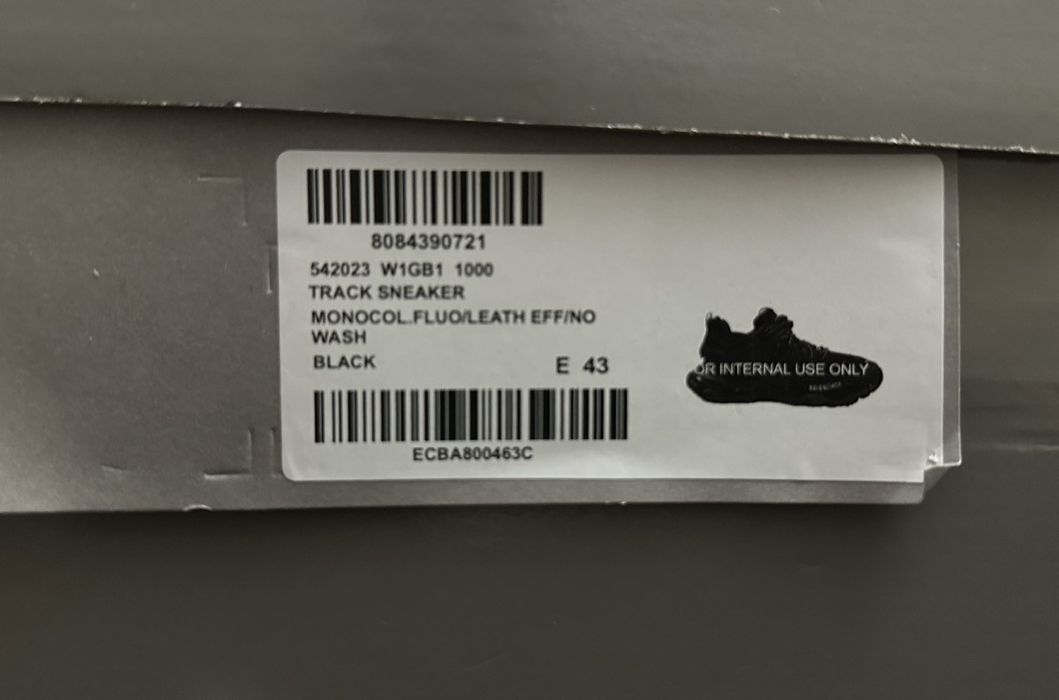 8084390721
542023 W1GB1 1000
TRACK SNEAKER
MONOCOL.FLUO/LEATH EFF/NO
WASH
BLACK E 43
OR INTERNAL USE ONLY
BALENCIAGA
ECBA800463C